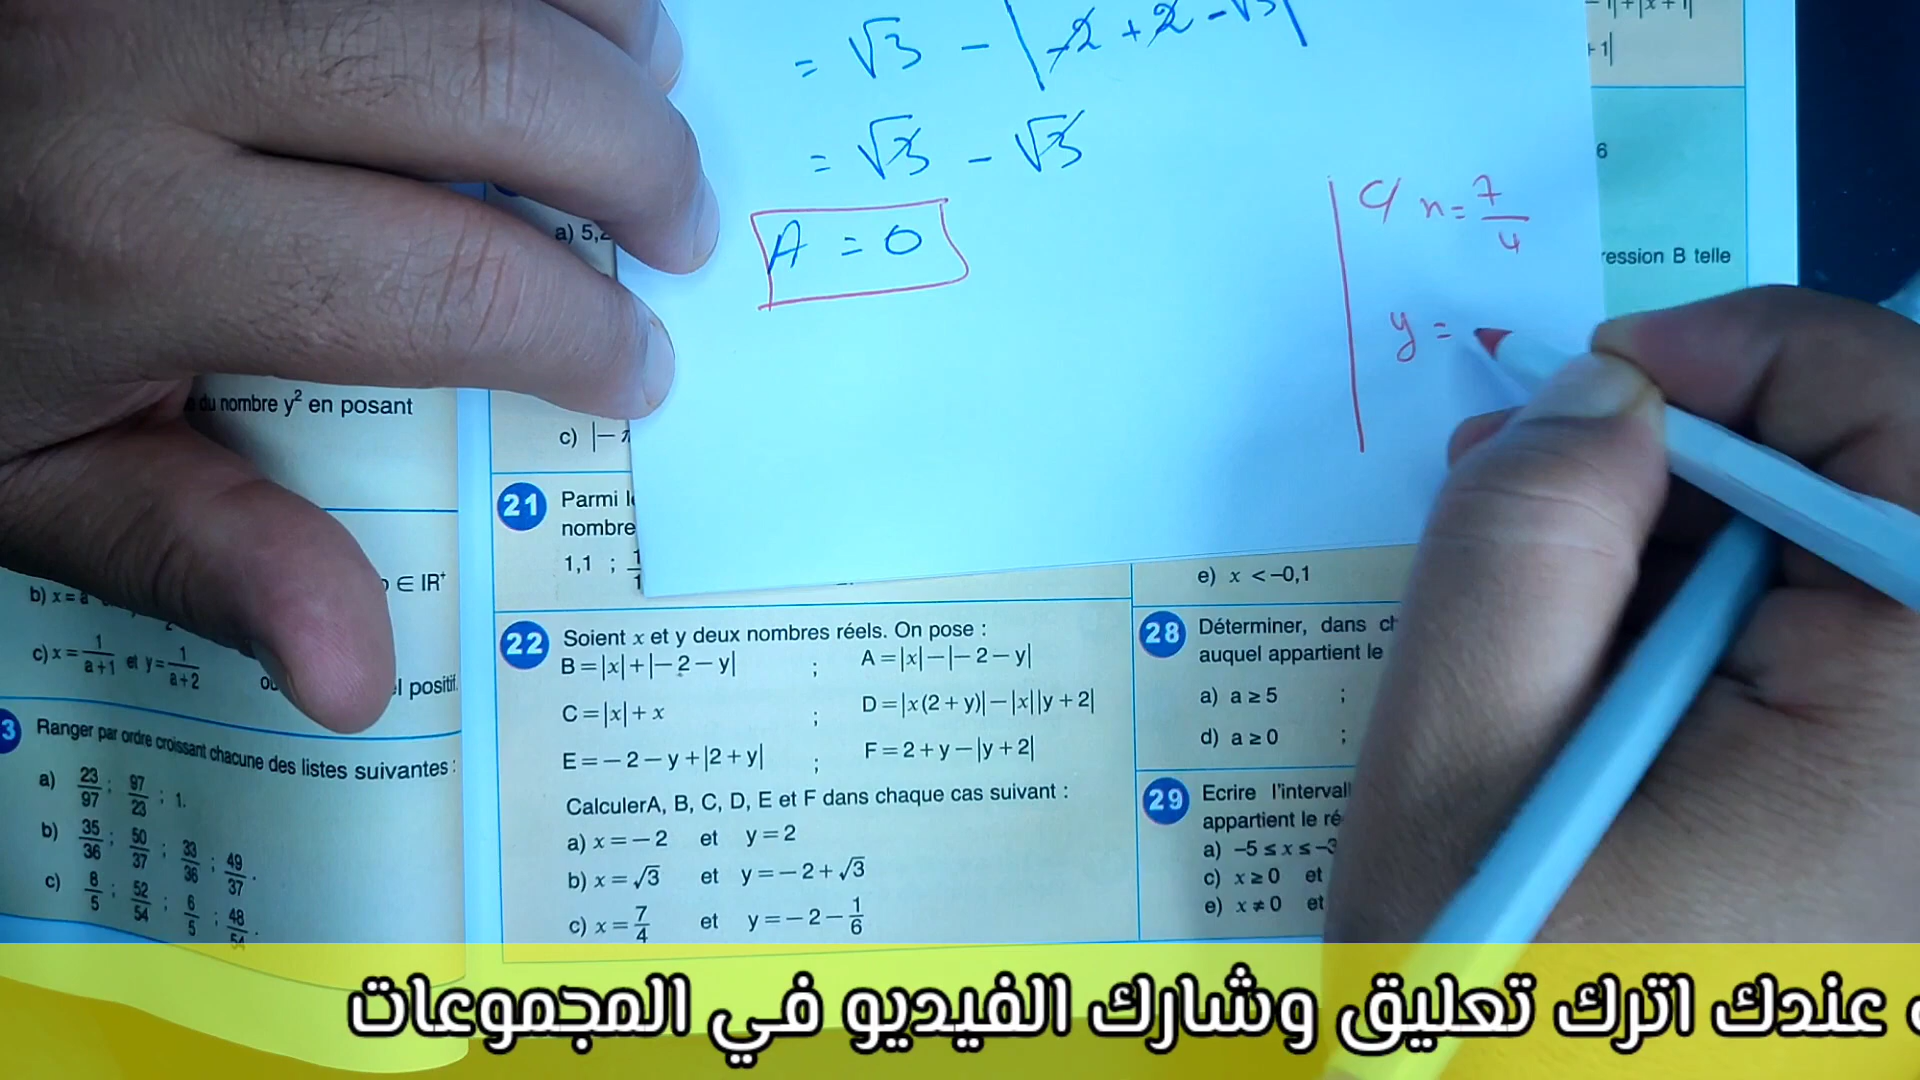 = √3 - |-2 + 2 - √3|
= √3 - √3
A = 0
c/ x = 7/4
y =
a) 5,2
c) |–
du nombre y² en posant
∈ IR⁺
b) x = a
c) x = 1/(a+1) et y = 1/(a+2)
positif.
3 Ranger par ordre croissant chacune des listes suivantes :
a) 23/97 ; 97/23 ; 1.
b) 35/36 ; 50/37 ; 33/36 ; 49/37 .
c) 8/5 ; 52/54 ; 6/5 ; 48/54 .
21 Parmi
nombre
1,1 ;
22 Soient x et y deux nombres réels. On pose :
B = |x| + |– 2 – y| ; A = |x| – |– 2 – y|
C = |x| + x ; D = |x (2 + y)| – |x| |y + 2|
E = – 2 – y + |2 + y| ; F = 2 + y – |y + 2|
CalculerA, B, C, D, E et F dans chaque cas suivant :
a) x = – 2 et y = 2
b) x = √3 et y = – 2 + √3
c) x = 7/4 et y = – 2 – 1/6
+ |x + 1|
+ 1|
6
ression B telle
e) x < –0,1
28 Déterminer, dans
auquel appartient le
a) a ≥ 5 ;
d) a ≥ 0 ;
29 Ecrire l'interval
appartient le ré
a) –5 ≤ x ≤ –3
c) x ≥ 0 et
e) x ≠ 0 et
عندك اترك تعليق وشارك الفيديو في المجموعات